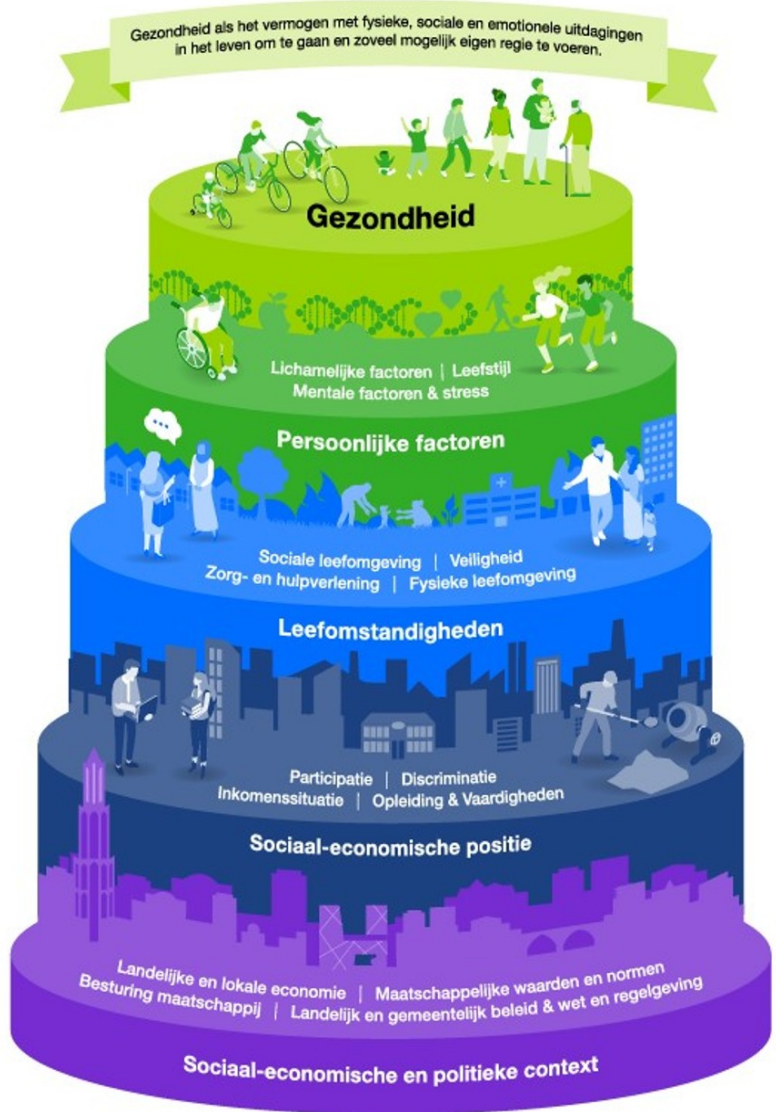 Gezondheid als het vermogen met fysieke, sociale en emotionele uitdagingen
in het leven om te gaan en zoveel mogelijk eigen regie te voeren.
Gezondheid
Lichamelijke factoren | Leefstijl
Mentale factoren & stress
Persoonlijke factoren
Sociale leefomgeving | Veiligheid
Zorg- en hulpverlening | Fysieke leefomgeving
Leefomstandigheden
Participatie | Discriminatie
Inkomenssituatie | Opleiding & Vaardigheden
Sociaal-economische positie
Landelijke en lokale economie | Maatschappelijke waarden en normen
Besturing maatschappij | Landelijk en gemeentelijk beleid & wet en regelgeving
Sociaal-economische en politieke context